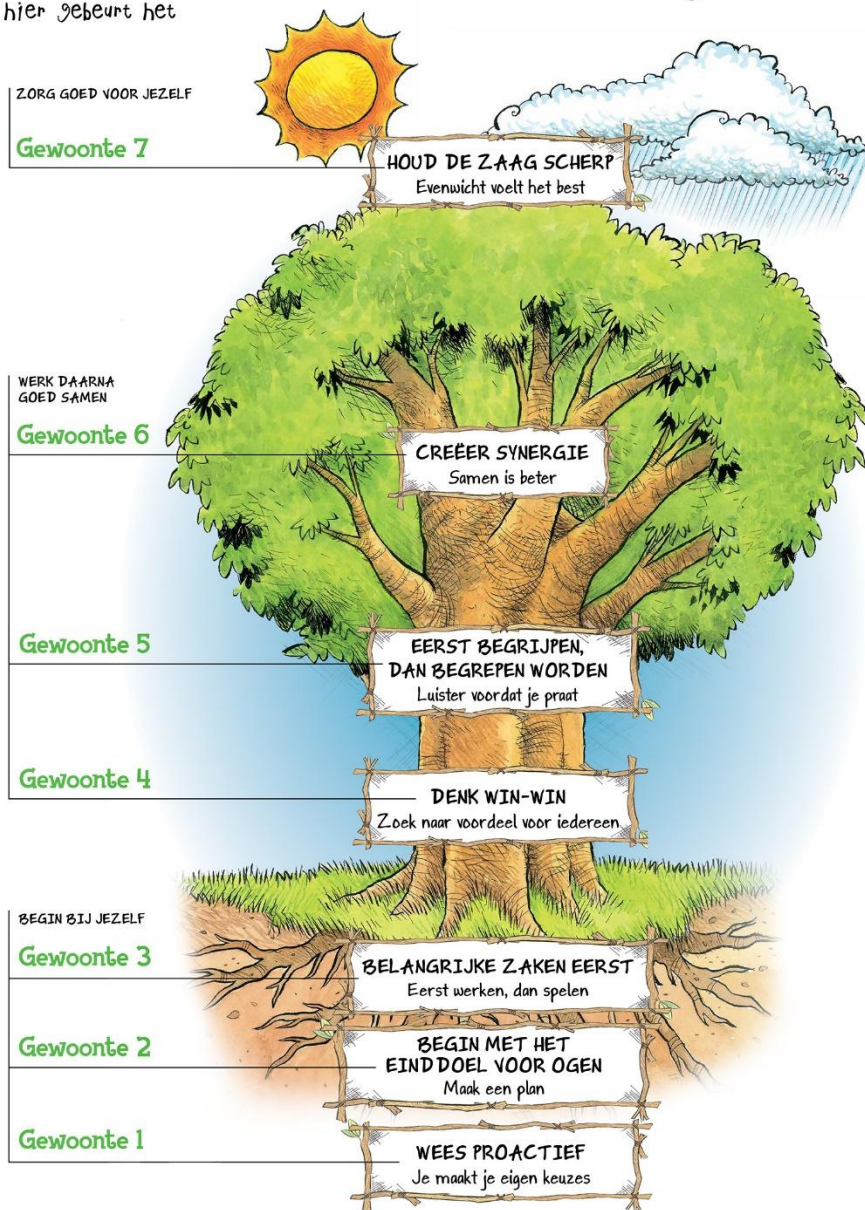 hier gebeurt het
ZORG GOED VOOR JEZELF
Gewoonte 7
HOUD DE ZAAG SCHERP
Evenwicht voelt het best
WERK DAARNA
GOED SAMEN
Gewoonte 6
CREËER SYNERGIE
Samen is beter
Gewoonte 5
EERST BEGRIJPEN,
DAN BEGREPEN WORDEN
Luister voordat je praat
Gewoonte 4
DENK WIN-WIN
Zoek naar voordeel voor iedereen
BEGIN BIJ JEZELF
Gewoonte 3
BELANGRIJKE ZAKEN EERST
Eerst werken, dan spelen
Gewoonte 2
BEGIN MET HET
EINDDOEL VOOR OGEN
Maak een plan
Gewoonte 1
WEES PROACTIEF
Je maakt je eigen keuzes